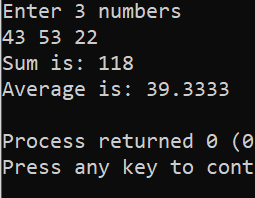 Enter 3 numbers
43 53 22
Sum is: 118
Average is: 39.3333
Process returned 0 (0
Press any key to cont